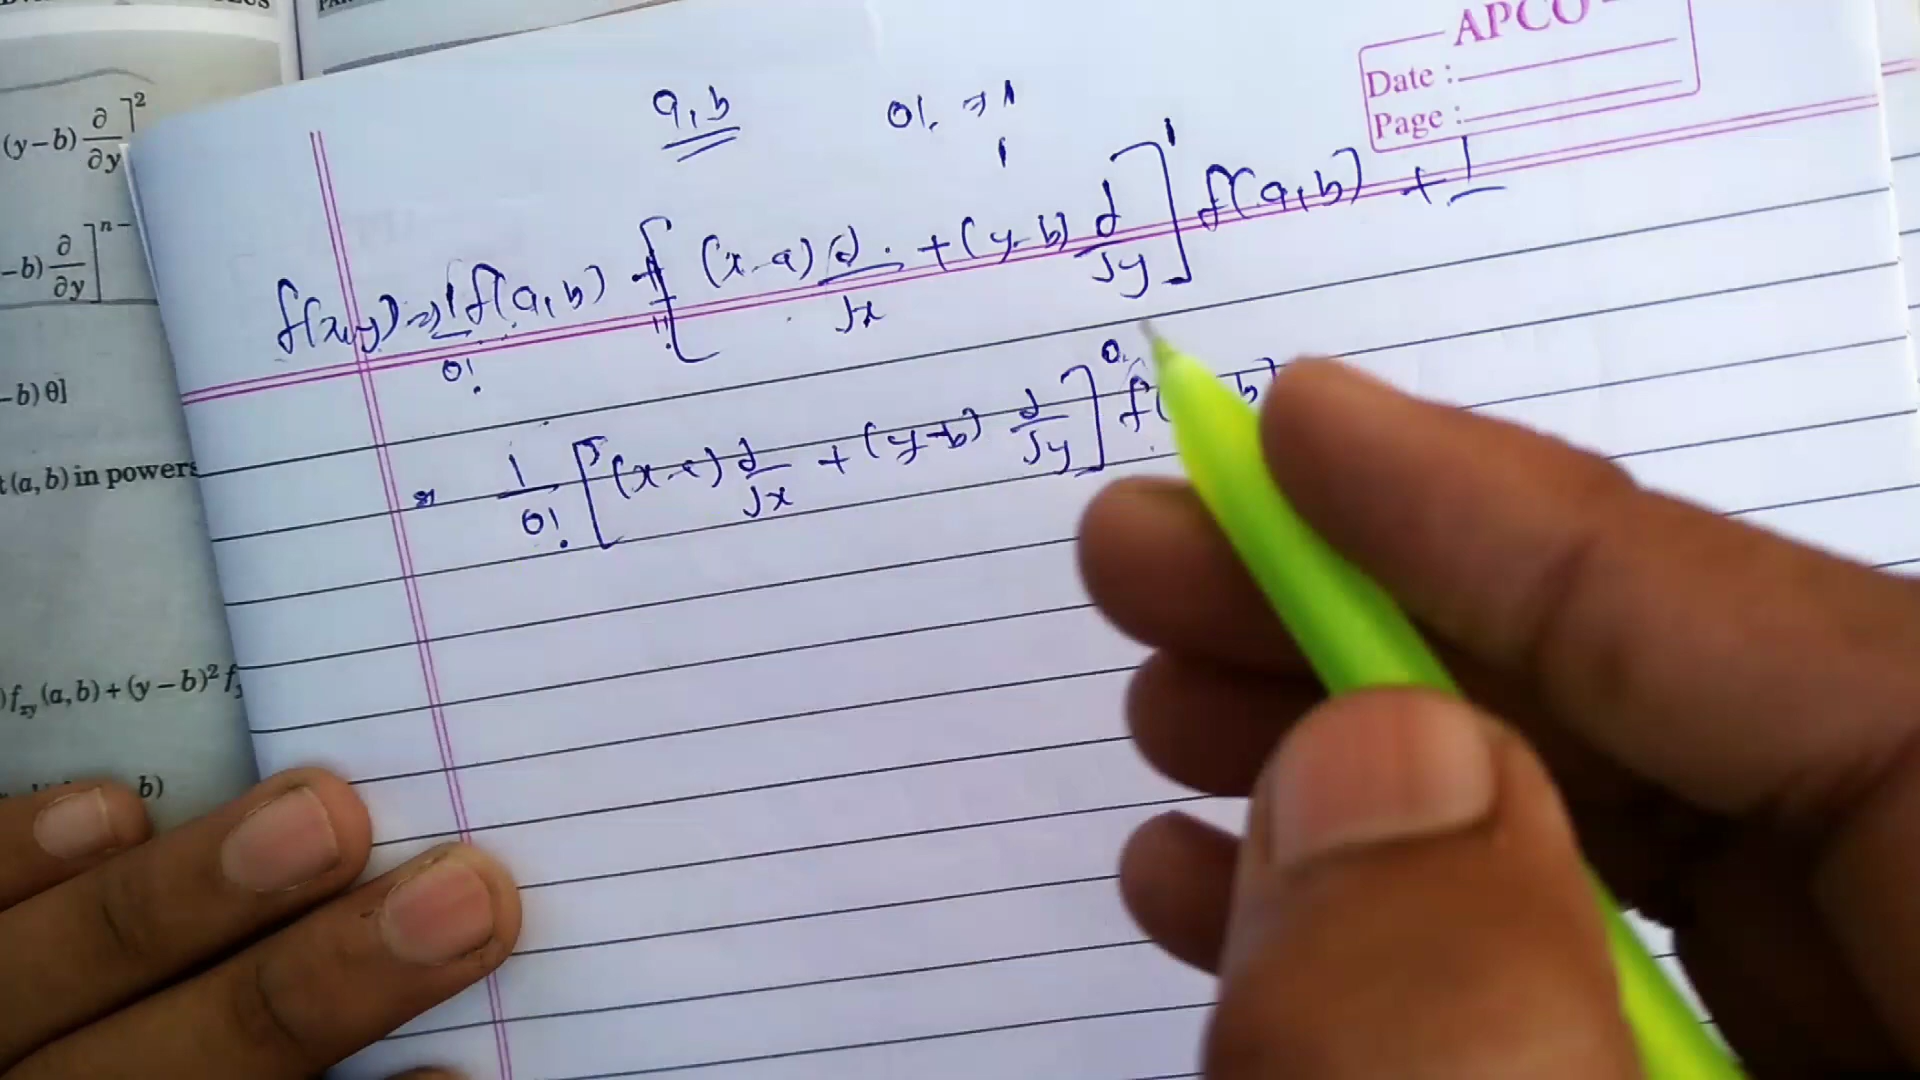 APCO
Date :
Page :
a, b
0! ⇒ 1
1
f(x,y) ⇒ 1/0! f(a,b) + 1/1! [(x-a) ∂/∂x + (y-b) ∂/∂y]^1 f(a,b) + 1/
1/0! [(x-a) ∂/∂x + (y-b) ∂/∂y]^0 f( b)
(y-b) ∂/∂y]^2
-b) ∂/∂y]^n-
-b) θ]
t (a, b) in powers
) f_xy (a, b) + (y - b)^2 f
b)